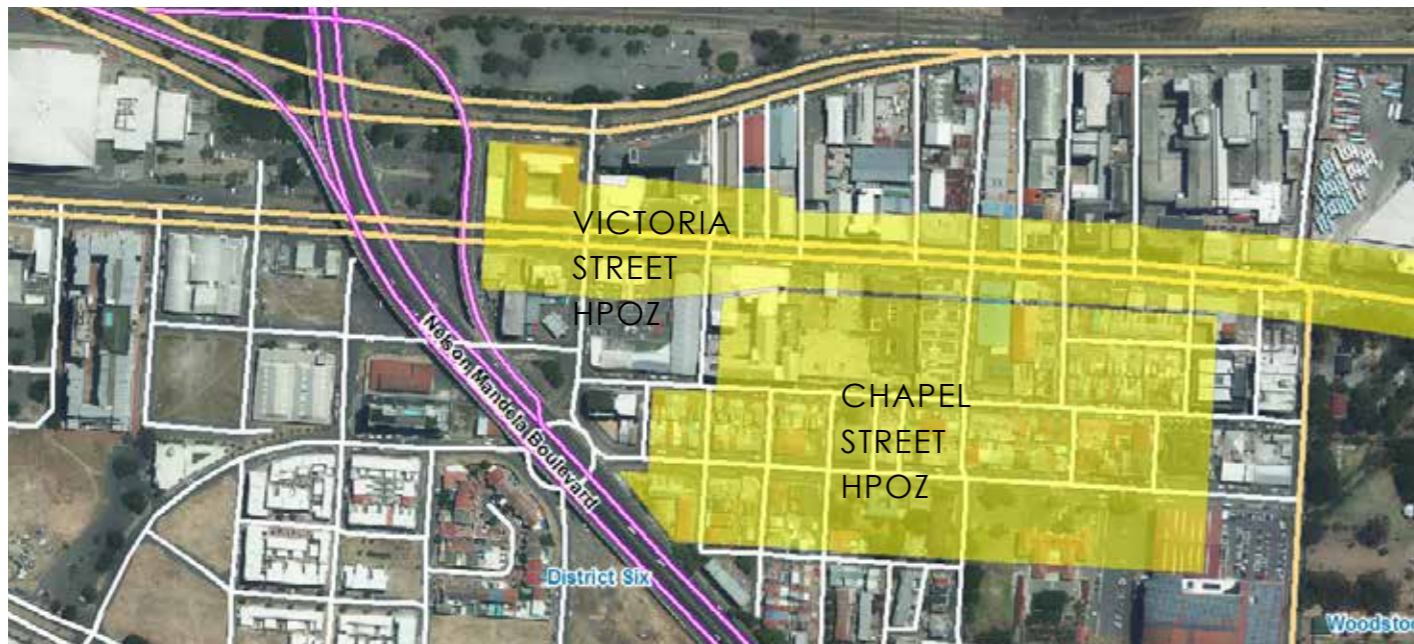 VICTORIA
STREET
HPOZ
Nelson Mandela Boulevard
CHAPEL
STREET
HPOZ
District Six
Woodstoc